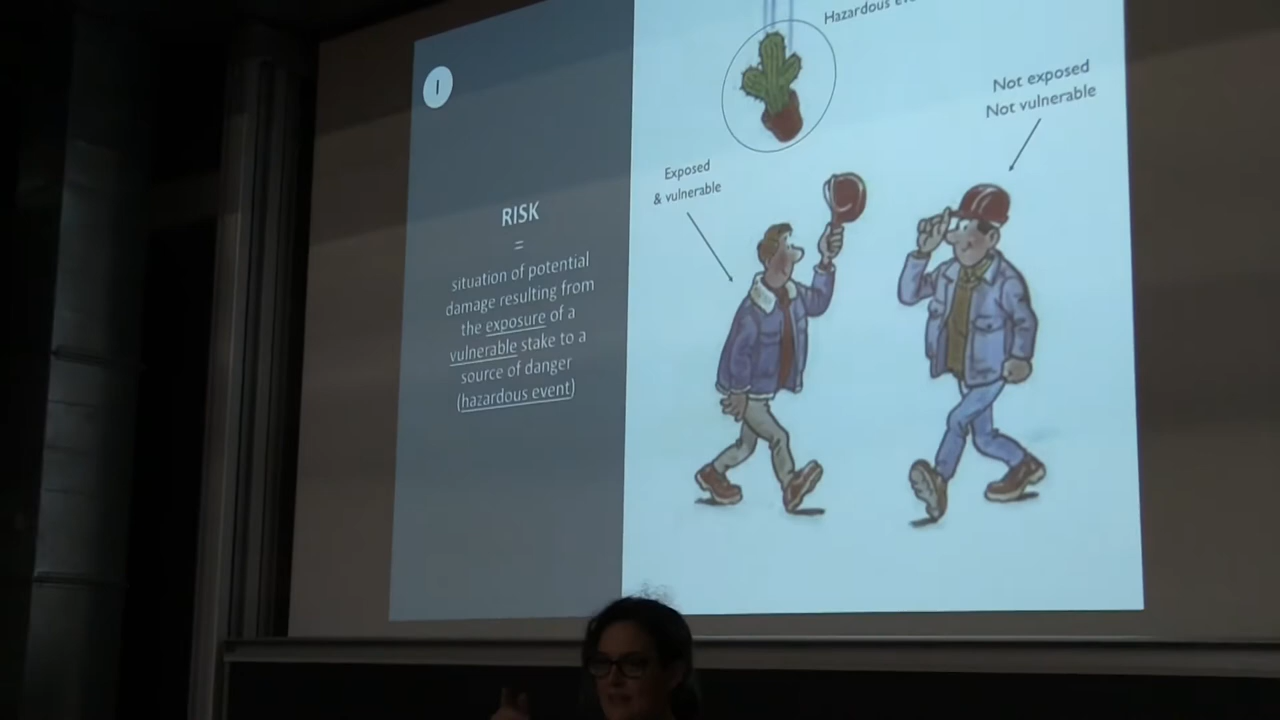 1
RISK
=
situation of potential
damage resulting from
the exposure of a
vulnerable stake to a
source of danger
(hazardous event)
Hazardous
Exposed
& vulnerable
Not exposed
Not vulnerable